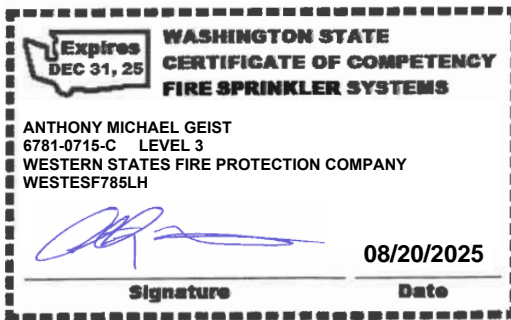 Expires
DEC 31, 25
WASHINGTON STATE
CERTIFICATE OF COMPETENCY
FIRE SPRINKLER SYSTEMS
ANTHONY MICHAEL GEIST
6781-0715-C LEVEL 3
WESTERN STATES FIRE PROTECTION COMPANY
WESTESF785LH
08/20/2025
Signature Date